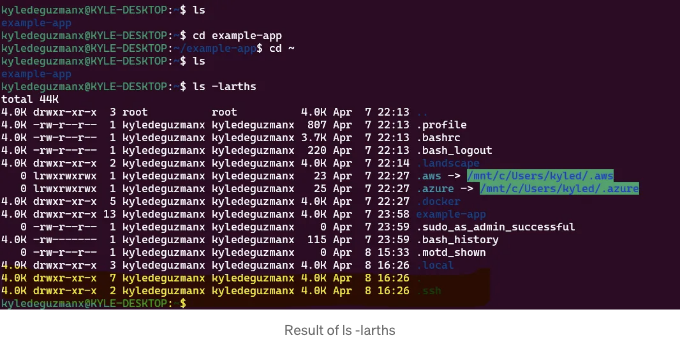 kyledeguzmanx@KYLE-DESKTOP:~$ ls
example-app
kyledeguzmanx@KYLE-DESKTOP:~$ cd example-app
kyledeguzmanx@KYLE-DESKTOP:~/example-app$ cd ~
kyledeguzmanx@KYLE-DESKTOP:~$ ls
example-app
kyledeguzmanx@KYLE-DESKTOP:~$ ls -larths
total 44K
4.0K drwxr-xr-x 3 root root 4.0K Apr 7 22:13 ..
4.0K -rw-r--r-- 1 kyledeguzmanx kyledeguzmanx 807 Apr 7 22:13 .profile
4.0K -rw-r--r-- 1 kyledeguzmanx kyledeguzmanx 3.7K Apr 7 22:13 .bashrc
4.0K -rw-r--r-- 1 kyledeguzmanx kyledeguzmanx 220 Apr 7 22:13 .bash_logout
4.0K drwxr-xr-x 2 kyledeguzmanx kyledeguzmanx 4.0K Apr 7 22:14 .landscape
0 lrwxrwxrwx 1 kyledeguzmanx kyledeguzmanx 23 Apr 7 22:27 .aws -> /mnt/c/Users/kyled/.aws
0 lrwxrwxrwx 1 kyledeguzmanx kyledeguzmanx 25 Apr 7 22:27 .azure -> /mnt/c/Users/kyled/.azure
4.0K drwxr-xr-x 5 kyledeguzmanx kyledeguzmanx 4.0K Apr 7 22:27 .docker
4.0K drwxr-xr-x 13 kyledeguzmanx kyledeguzmanx 4.0K Apr 7 23:58 example-app
0 -rw-r--r-- 1 kyledeguzmanx kyledeguzmanx 0 Apr 7 23:59 .sudo_as_admin_successful
4.0K -rw------- 1 kyledeguzmanx kyledeguzmanx 115 Apr 7 23:59 .bash_history
0 -rw-r--r-- 1 kyledeguzmanx kyledeguzmanx 0 Apr 8 15:33 .motd_shown
4.0K drwxr-xr-x 3 kyledeguzmanx kyledeguzmanx 4.0K Apr 8 16:26 .local
4.0K drwxr-xr-x 7 kyledeguzmanx kyledeguzmanx 4.0K Apr 8 16:26 .
4.0K drwxr-xr-x 2 kyledeguzmanx kyledeguzmanx 4.0K Apr 8 16:26 .ssh
kyledeguzmanx@KYLE-DESKTOP:~$
Result of ls -larths